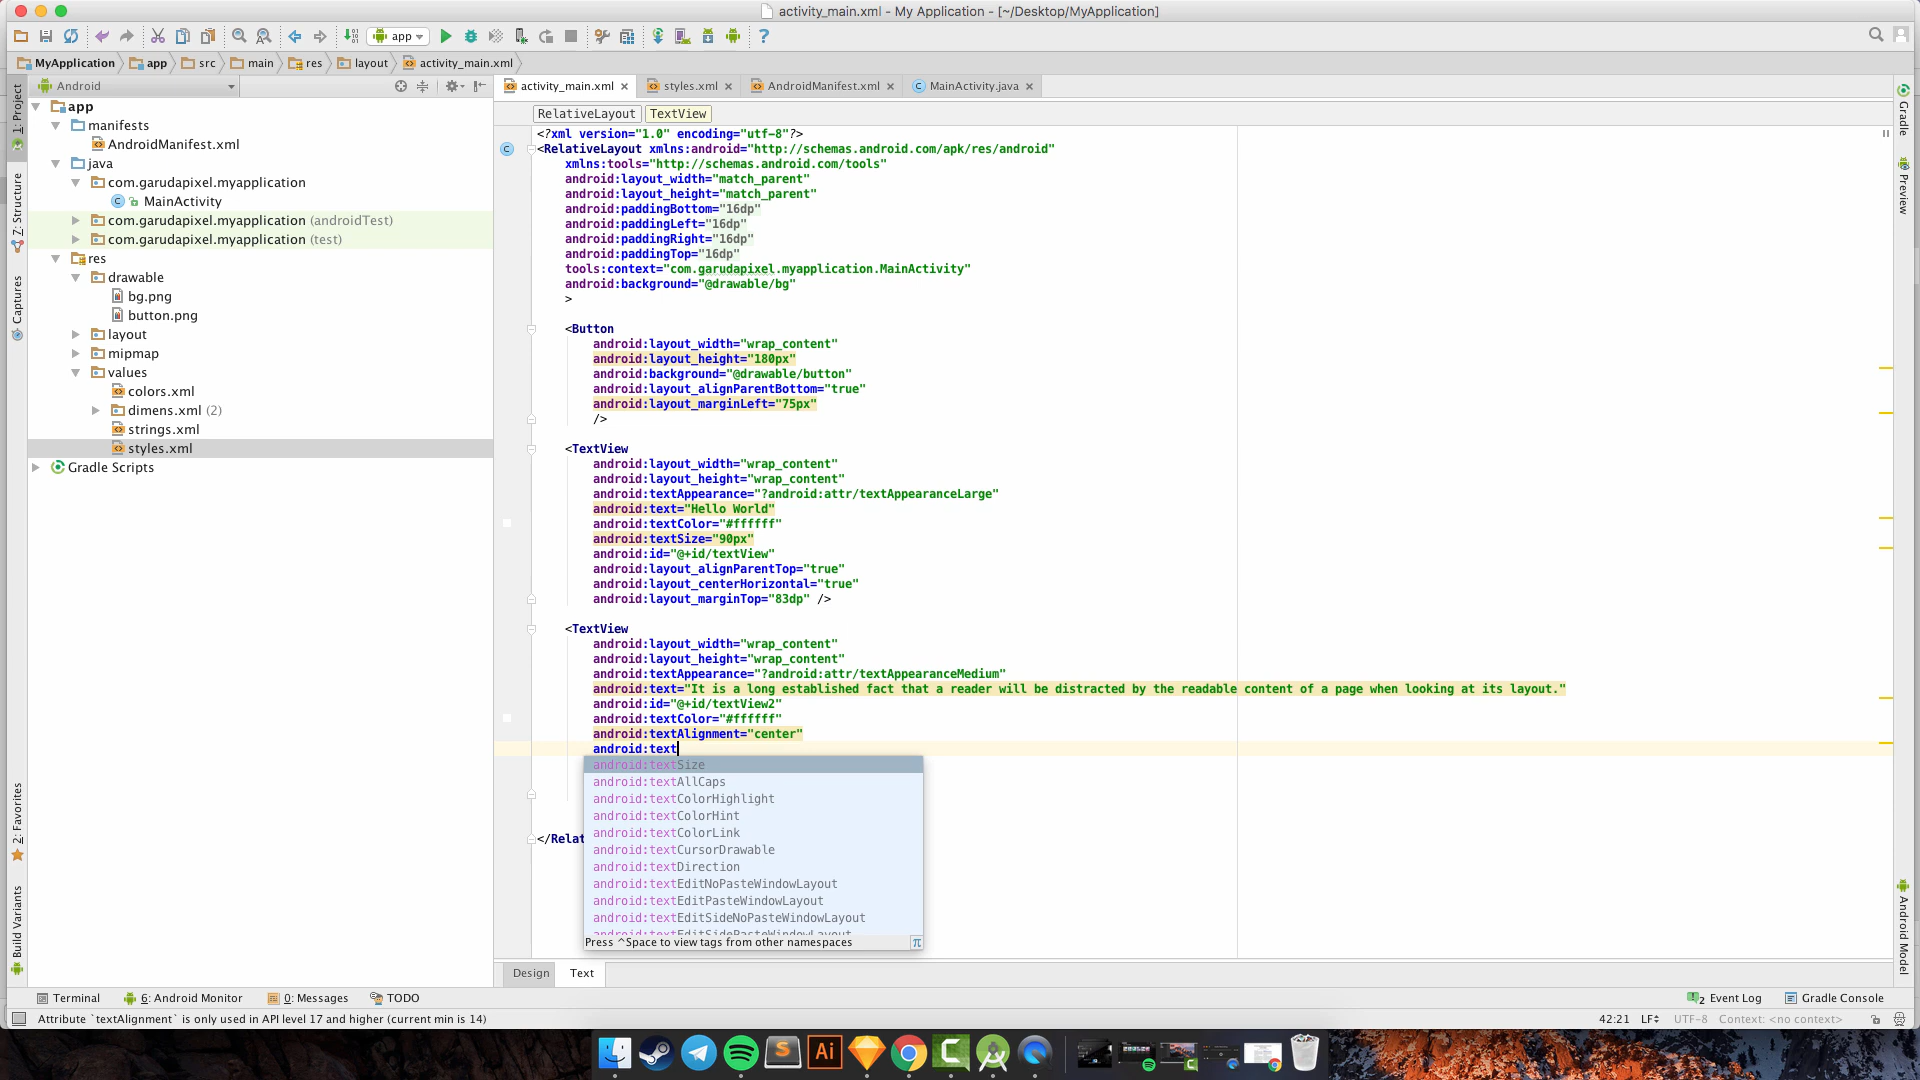 activity_main.xml - My Application - [~/Desktop/MyApplication]
app
MyApplication app src main res layout activity_main.xml
Android
activity_main.xml styles.xml AndroidManifest.xml MainActivity.java
1: Project
Z: Structure
Captures
2: Favorites
Build Variants
app
manifests
AndroidManifest.xml
java
com.garudapixel.myapplication
MainActivity
com.garudapixel.myapplication (androidTest)
com.garudapixel.myapplication (test)
res
drawable
bg.png
button.png
layout
mipmap
values
colors.xml
dimens.xml (2)
strings.xml
styles.xml
Gradle Scripts
RelativeLayout TextView
<?xml version="1.0" encoding="utf-8"?>
<RelativeLayout xmlns:android="http://schemas.android.com/apk/res/android"
xmlns:tools="http://schemas.android.com/tools"
android:layout_width="match_parent"
android:layout_height="match_parent"
android:paddingBottom="16dp"
android:paddingLeft="16dp"
android:paddingRight="16dp"
android:paddingTop="16dp"
tools:context="com.garudapixel.myapplication.MainActivity"
android:background="@drawable/bg"
>
<Button
android:layout_width="wrap_content"
android:layout_height="180px"
android:background="@drawable/button"
android:layout_alignParentBottom="true"
android:layout_marginLeft="75px"
/>
<TextView
android:layout_width="wrap_content"
android:layout_height="wrap_content"
android:textAppearance="?android:attr/textAppearanceLarge"
android:text="Hello World"
android:textColor="#ffffff"
android:textSize="90px"
android:id="@+id/textView"
android:layout_alignParentTop="true"
android:layout_centerHorizontal="true"
android:layout_marginTop="83dp" />
<TextView
android:layout_width="wrap_content"
android:layout_height="wrap_content"
android:textAppearance="?android:attr/textAppearanceMedium"
android:text="It is a long established fact that a reader will be distracted by the readable content of a page when looking at its layout."
android:id="@+id/textView2"
android:textColor="#ffffff"
android:textAlignment="center"
android:text
android:textSize
android:textAllCaps
android:textColorHighlight
android:textColorHint
android:textColorLink
android:textCursorDrawable
android:textDirection
android:textEditNoPasteWindowLayout
android:textEditPasteWindowLayout
android:textEditSideNoPasteWindowLayout
android:textEditSidePasteWindowLayout
Press ^Space to view tags from other namespaces π
</Relat
Design Text
Gradle
Preview
Android Model
Terminal 6: Android Monitor 0: Messages TODO
2 Event Log Gradle Console
Attribute `textAlignment` is only used in API level 17 and higher (current min is 14)
42:21 LF UTF-8 Context: <no context>
S
Ai
C